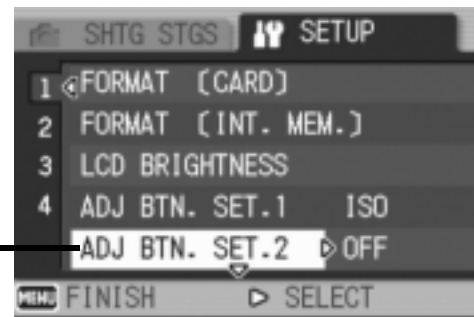 SHTG STGS SETUP
1 FORMAT [CARD]
2 FORMAT [INT. MEM.]
3 LCD BRIGHTNESS
4 ADJ BTN. SET.1 ISO
ADJ BTN. SET.2 OFF
MENU FINISH SELECT